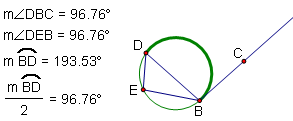 m∠DBC = 96.76°
m∠DEB = 96.76°
m BD = 193.53°
m BD
2
= 96.76°
D
C
E
B